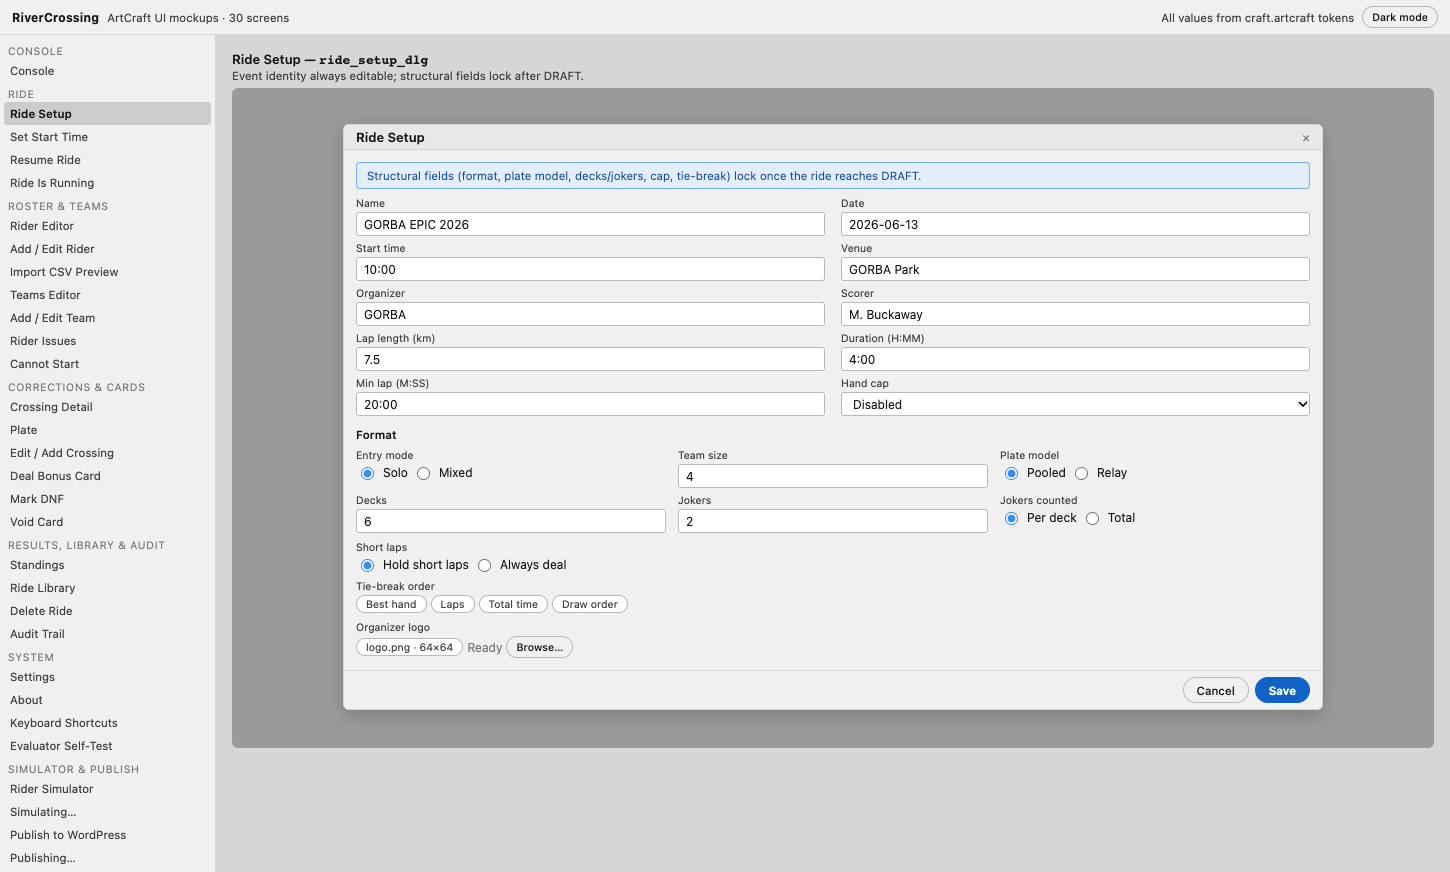 RiverCrossing ArtCraft UI mockups · 30 screens
All values from craft.artcraft tokens Dark mode
CONSOLE
Console
RIDE
Ride Setup
Set Start Time
Resume Ride
Ride Is Running
ROSTER & TEAMS
Rider Editor
Add / Edit Rider
Import CSV Preview
Teams Editor
Add / Edit Team
Rider Issues
Cannot Start
CORRECTIONS & CARDS
Crossing Detail
Plate
Edit / Add Crossing
Deal Bonus Card
Mark DNF
Void Card
RESULTS, LIBRARY & AUDIT
Standings
Ride Library
Delete Ride
Audit Trail
SYSTEM
Settings
About
Keyboard Shortcuts
Evaluator Self-Test
SIMULATOR & PUBLISH
Rider Simulator
Simulating…
Publish to WordPress
Publishing…
Ride Setup — ride_setup_dlg
Event identity always editable; structural fields lock after DRAFT.
Ride Setup ×
Structural fields (format, plate model, decks/jokers, cap, tie-break) lock once the ride reaches DRAFT.
Name Date
GORBA EPIC 2026 2026-06-13
Start time Venue
10:00 GORBA Park
Organizer Scorer
GORBA M. Buckaway
Lap length (km) Duration (H:MM)
7.5 4:00
Min lap (M:SS) Hand cap
20:00 Disabled
Format
Entry mode Team size Plate model
Solo Mixed 4 Pooled Relay
Decks Jokers Jokers counted
6 2 Per deck Total
Short laps
Hold short laps Always deal
Tie-break order
Best hand Laps Total time Draw order
Organizer logo
logo.png · 64×64 Ready Browse…
Cancel Save